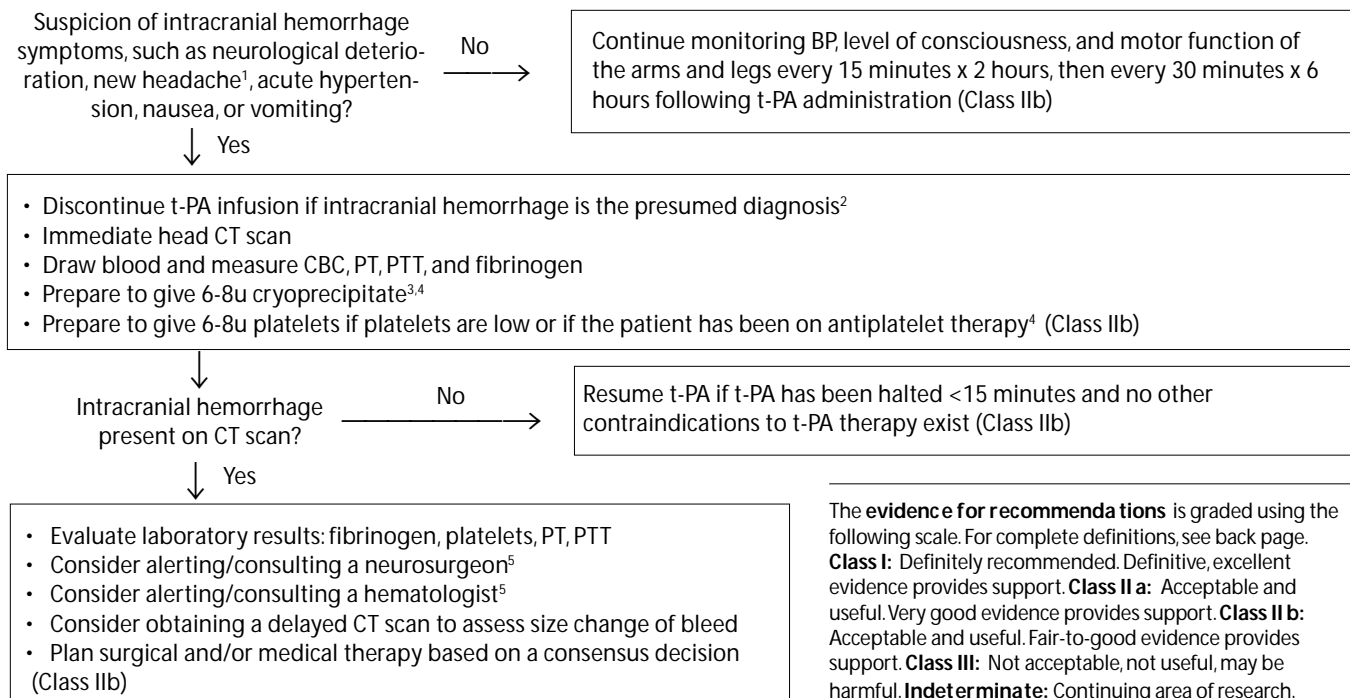 Suspicion of intracranial hemorrhage
symptoms, such as neurological deterio-
ration, new headache¹, acute hyperten-
sion, nausea, or vomiting?
No
Continue monitoring BP, level of consciousness, and motor function of
the arms and legs every 15 minutes x 2 hours, then every 30 minutes x 6
hours following t-PA administration (Class IIb)
Yes
• Discontinue t-PA infusion if intracranial hemorrhage is the presumed diagnosis²
• Immediate head CT scan
• Draw blood and measure CBC, PT, PTT, and fibrinogen
• Prepare to give 6-8u cryoprecipitate³,⁴
• Prepare to give 6-8u platelets if platelets are low or if the patient has been on antiplatelet therapy⁴ (Class IIb)
Intracranial hemorrhage
present on CT scan?
No
Resume t-PA if t-PA has been halted <15 minutes and no other
contraindications to t-PA therapy exist (Class IIb)
Yes
• Evaluate laboratory results: fibrinogen, platelets, PT, PTT
• Consider alerting/consulting a neurosurgeon⁵
• Consider alerting/consulting a hematologist⁵
• Consider obtaining a delayed CT scan to assess size change of bleed
• Plan surgical and/or medical therapy based on a consensus decision
(Class IIb)
The evidence for recommendations is graded using the
following scale. For complete definitions, see back page.
Class I: Definitely recommended. Definitive, excellent
evidence provides support. Class II a: Acceptable and
useful. Very good evidence provides support. Class II b:
Acceptable and useful. Fair-to-good evidence provides
support. Class III: Not acceptable, not useful, may be
harmful. Indeterminate: Continuing area of research.